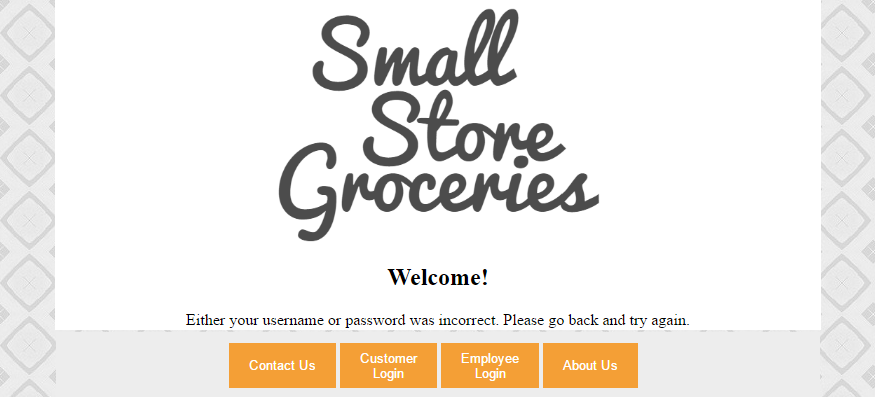 Small
Store
Groceries
Welcome!
Either your username or password was incorrect. Please go back and try again.
Contact Us
Customer
Login
Employee
Login
About Us